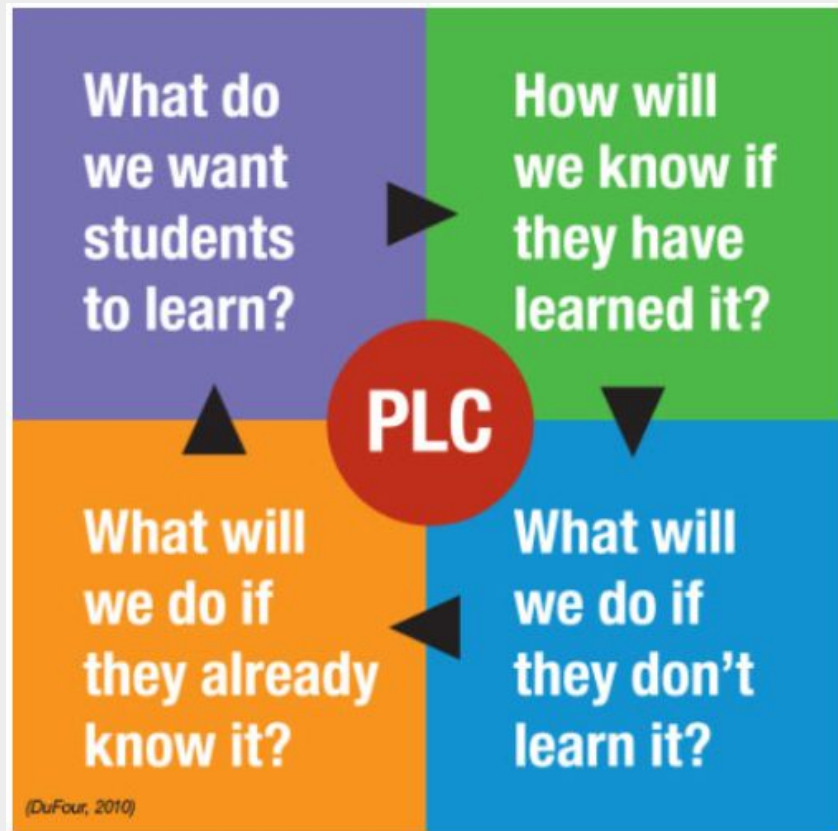 What do
we want
students
to learn?
How will
we know if
they have
learned it?
PLC
What will
we do if
they don't
learn it?
What will
we do if
they already
know it?
(DuFour, 2010)